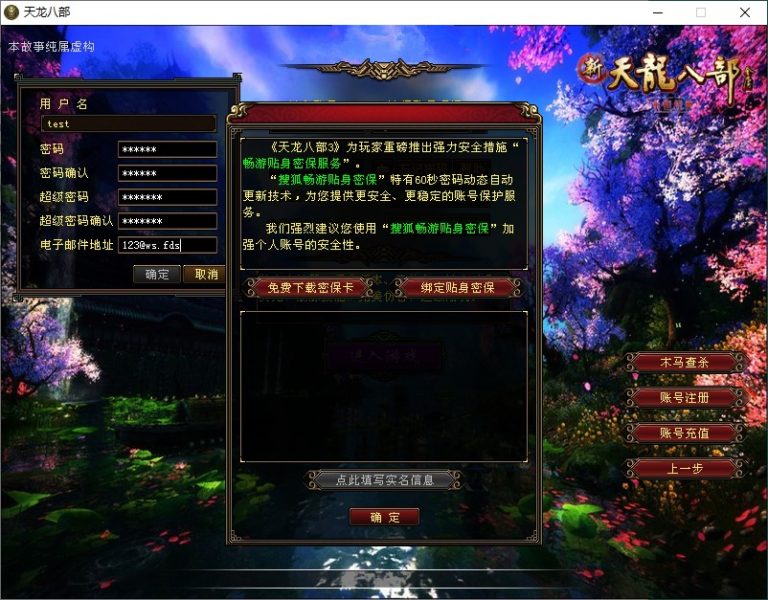 天龙八部
本故事纯属虚构
新天龍八部
用 户 名
test
密码
******
密码确认
******
超级密码
******
超级密码确认
******
电子邮件地址
123@ws.fds
确定
取消
《天龙八部3》为玩家重磅推出强力安全措施“
畅游贴身密保服务”。
“搜狐畅游贴身密保”特有60秒密码动态自动
更新技术，为您提供更安全、更稳定的账号保护服
务。
我们强烈建议您使用“搜狐畅游贴身密保”加
强个人账号的安全性。
免费下载密保卡
绑定贴身密保
进入游戏
点此填写实名信息
确 定
木马查杀
账号注册
账号充值
上一步